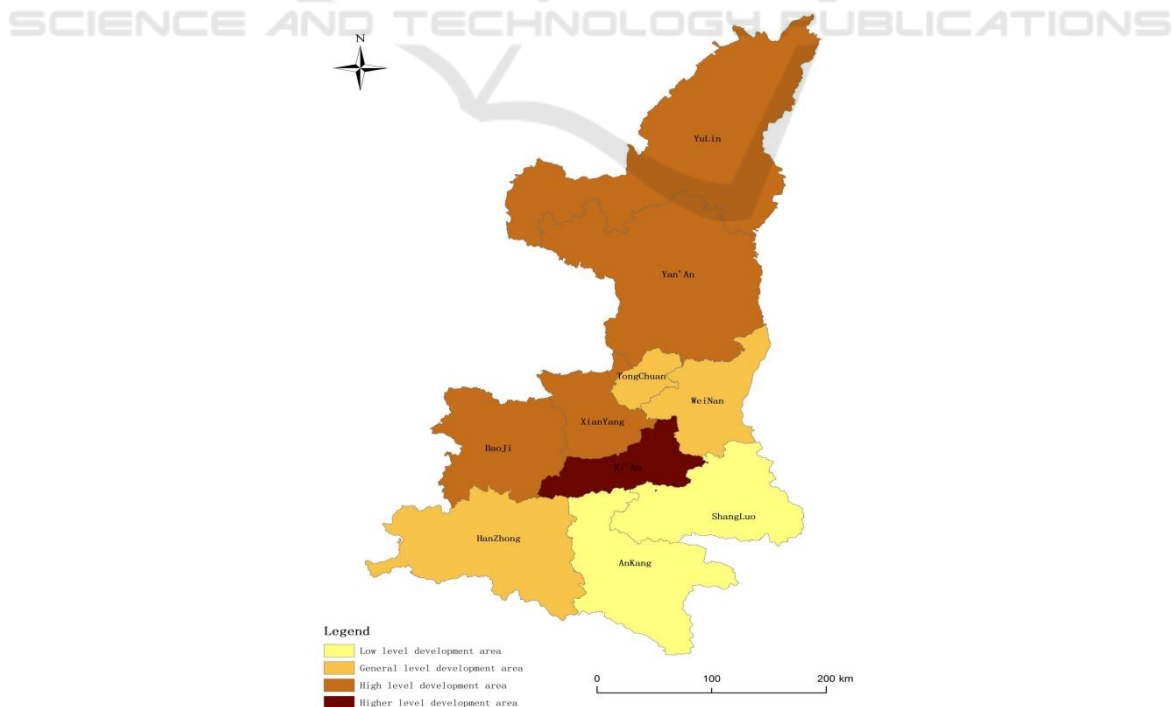 SCIENCE AND TECHNOLOGY PUBLICATIONS
N
YuLin
Yan'An
TongChuan
WeiNan
XianYang
BaoJi
Xi'An
ShangLuo
HanZhong
AnKang
Legend
Low level development area
General level development area
High level development area
Higher level development area
0 100 200 km